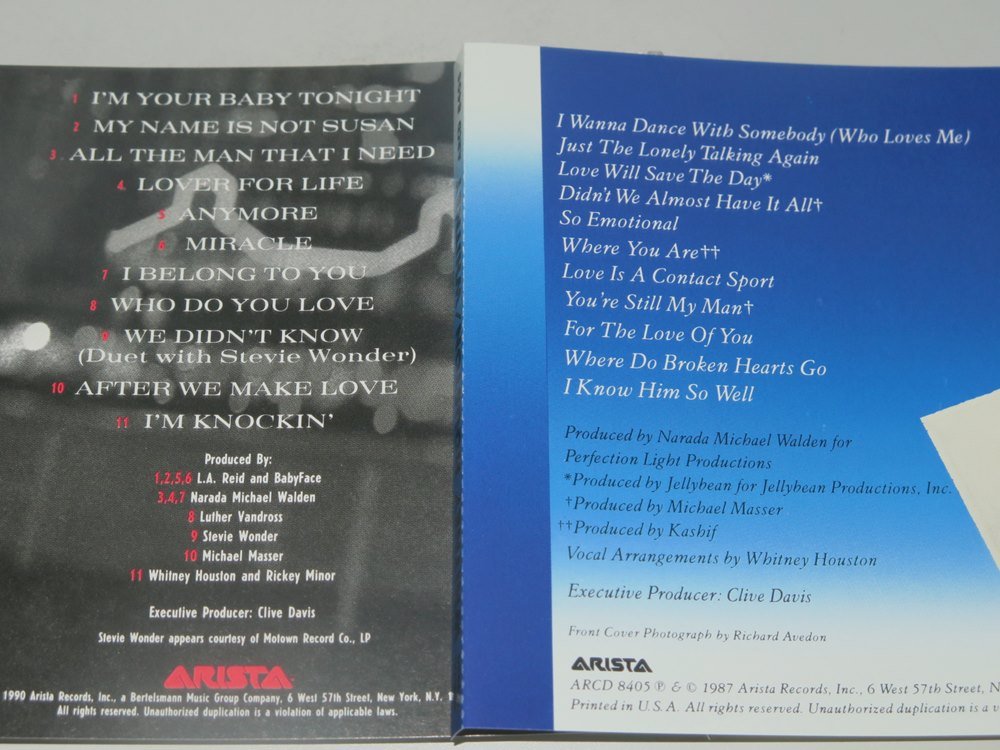 1 I'M YOUR BABY TONIGHT
2 MY NAME IS NOT SUSAN
3 ALL THE MAN THAT I NEED
4 LOVER FOR LIFE
5 ANYMORE
6 MIRACLE
7 I BELONG TO YOU
8 WHO DO YOU LOVE
9 WE DIDN'T KNOW
(Duet with Stevie Wonder)
10 AFTER WE MAKE LOVE
11 I'M KNOCKIN'
Produced By:
1,2,5,6 L.A. Reid and BabyFace
3,4,7 Narada Michael Walden
8 Luther Vandross
9 Stevie Wonder
10 Michael Masser
11 Whitney Houston and Rickey Minor
Executive Producer: Clive Davis
Stevie Wonder appears courtesy of Motown Record Co., LP
ARISTA
1990 Arista Records, Inc., a Bertelsmann Music Group Company, 6 West 57th Street, New York, N.Y.
All rights reserved. Unauthorized duplication is a violation of applicable laws.
I Wanna Dance With Somebody (Who Loves Me)
Just The Lonely Talking Again
Love Will Save The Day*
Didn't We Almost Have It All†
So Emotional
Where You Are††
Love Is A Contact Sport
You're Still My Man†
For The Love Of You
Where Do Broken Hearts Go
I Know Him So Well
Produced by Narada Michael Walden for
Perfection Light Productions
*Produced by Jellybean for Jellybean Productions, Inc.
†Produced by Michael Masser
††Produced by Kashif
Vocal Arrangements by Whitney Houston
Executive Producer: Clive Davis
Front Cover Photograph by Richard Avedon
ARISTA
ARCD 8405 ℗ & © 1987 Arista Records, Inc., 6 West 57th Street, N
Printed in U.S.A. All rights reserved. Unauthorized duplication is a v